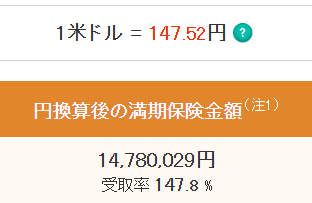 1米ドル = 147.52円 ?
円換算後の満期保険金額(注1)
14,780,029円
受取率 147.8 %